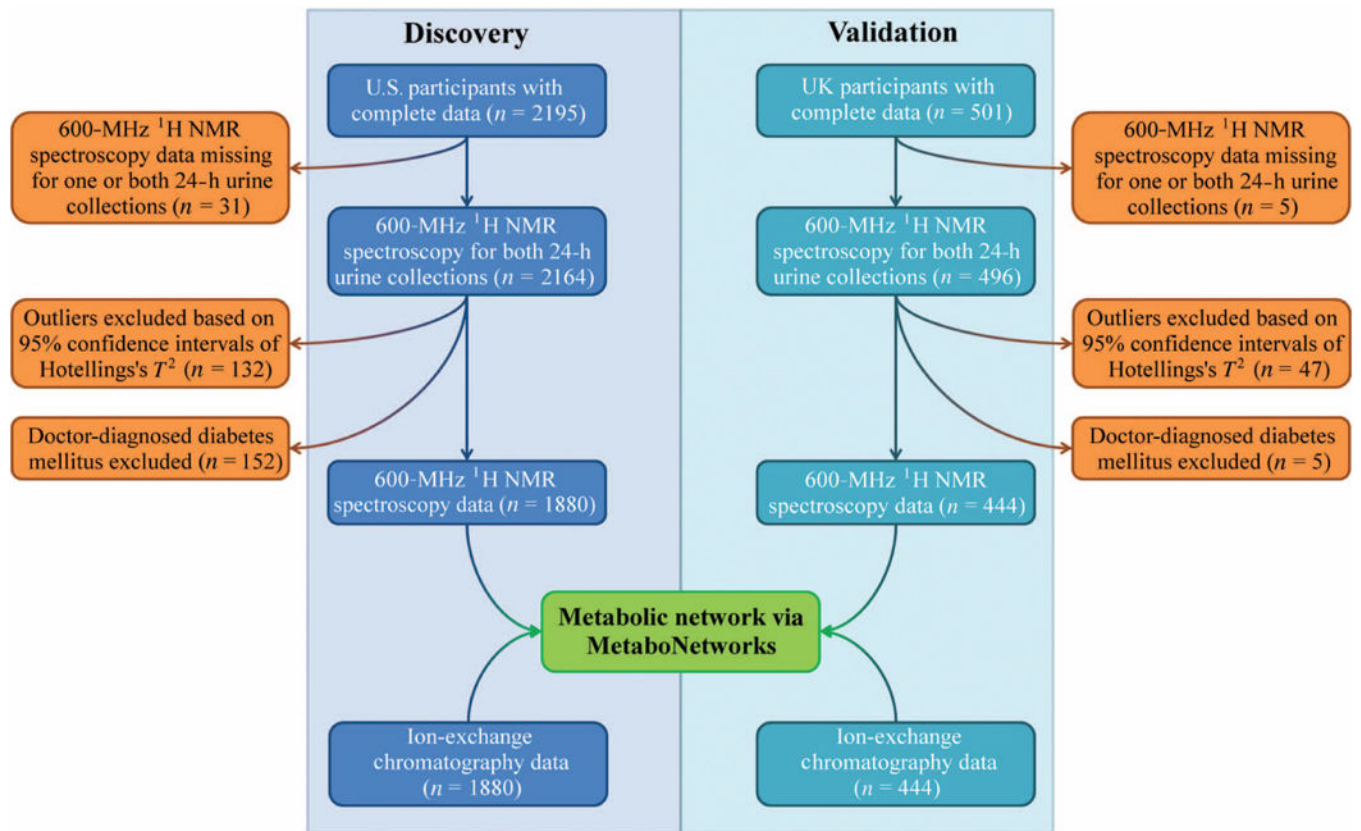 Discovery
Validation
U.S. participants with
complete data (n = 2195)
UK participants with
complete data (n = 501)
600-MHz ¹H NMR
spectroscopy data missing
for one or both 24-h urine
collections (n = 31)
600-MHz ¹H NMR
spectroscopy data missing
for one or both 24-h urine
collections (n = 5)
600-MHz ¹H NMR
spectroscopy for both 24-h
urine collections (n = 2164)
600-MHz ¹H NMR
spectroscopy for both 24-h
urine collections (n = 496)
Outliers excluded based on
95% confidence intervals of
Hotellings's T² (n = 132)
Outliers excluded based on
95% confidence intervals of
Hotellings's T² (n = 47)
Doctor-diagnosed diabetes
mellitus excluded (n = 152)
Doctor-diagnosed diabetes
mellitus excluded (n = 5)
600-MHz ¹H NMR
spectroscopy data (n = 1880)
600-MHz ¹H NMR
spectroscopy data (n = 444)
Metabolic network via
MetaboNetworks
Ion-exchange
chromatography data
(n = 1880)
Ion-exchange
chromatography data
(n = 444)